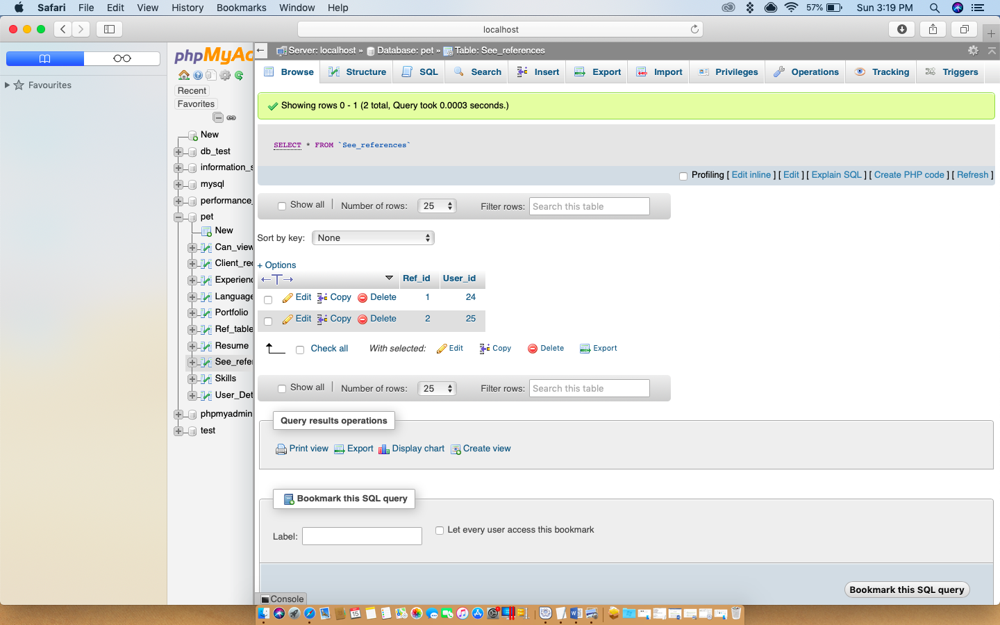 Safari File Edit View History Bookmarks Window Help 57% Sun 3:19 PM
localhost
Favourites
phpMyAc
Recent
Favorites
New
db_test
information_s
mysql
performance_
pet
New
Can_view
Client_rec
Experienc
Language
Portfolio
Ref_table
Resume
See_refer
Skills
User_Det
phpmyadmin
test
Server: localhost » Database: pet » Table: See_references
Browse Structure SQL Search Insert Export Import Privileges Operations Tracking Triggers
Showing rows 0 - 1 (2 total, Query took 0.0003 seconds.)
SELECT * FROM `See_references`
Profiling [ Edit inline ] [ Edit ] [ Explain SQL ] [ Create PHP code ] [ Refresh ]
Show all | Number of rows: 25 Filter rows: Search this table
Sort by key: None
+ Options
←T→ Ref_id User_id
Edit Copy Delete 1 24
Edit Copy Delete 2 25
Check all With selected: Edit Copy Delete Export
Show all | Number of rows: 25 Filter rows: Search this table
Query results operations
Print view Export Display chart Create view
Bookmark this SQL query
Label: Let every user access this bookmark
Bookmark this SQL query
Console
15